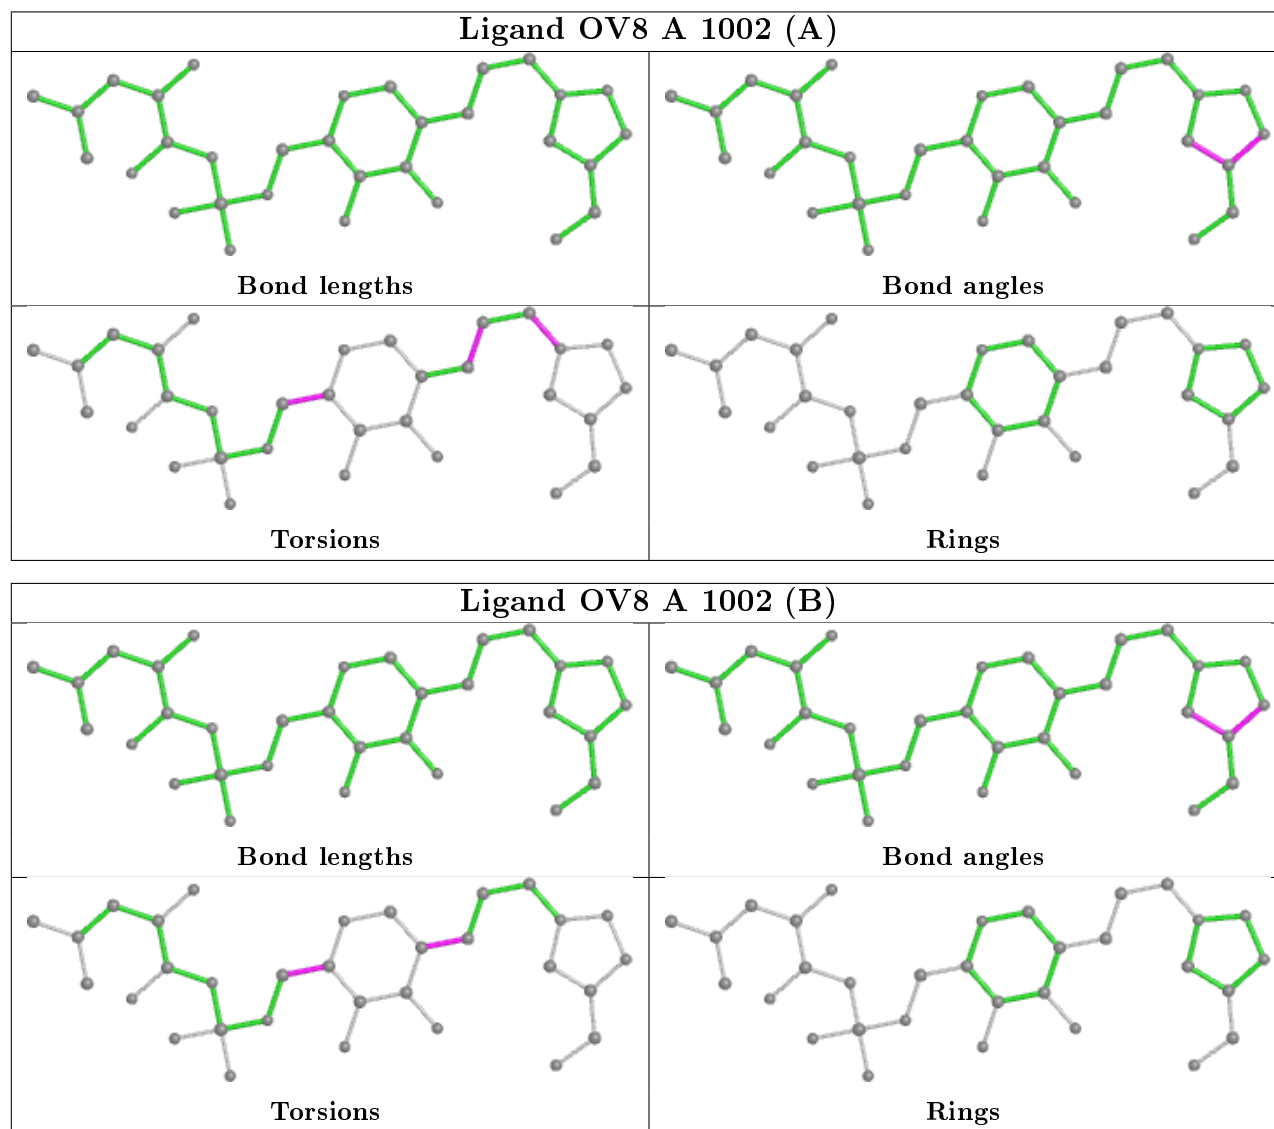 Ligand OV8 A 1002 (A)
Bond lengths
Bond angles
Torsions
Rings
Ligand OV8 A 1002 (B)
Bond lengths
Bond angles
Torsions
Rings